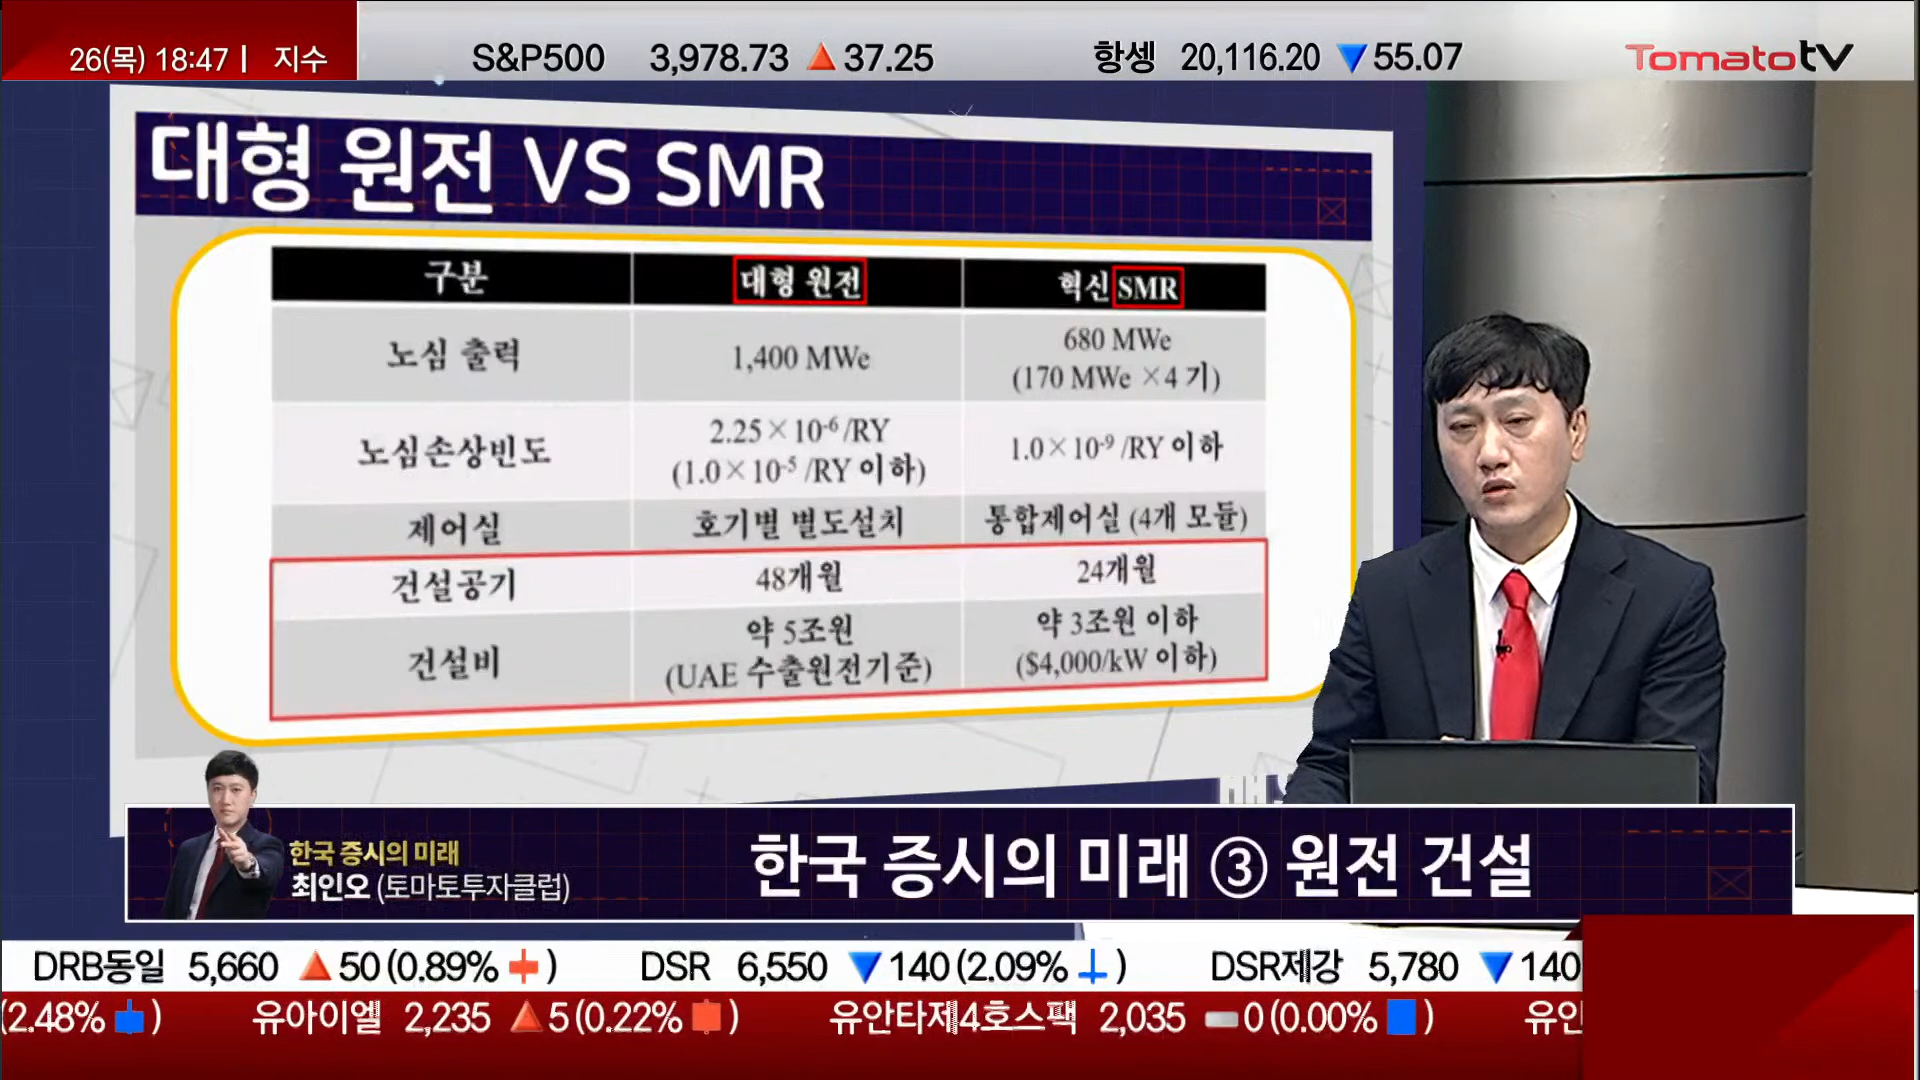 26(목) 18:47 | 지수
S&P500 3,978.73 ▲ 37.25 항셍 20,116.20 ▼ 55.07
Tomato tv
대형 원전 VS SMR
구분 대형 원전 혁신 SMR
노심 출력 1,400 MWe 680 MWe
(170 MWe ×4 기)
노심손상빈도 2.25×10⁻⁶ /RY
(1.0×10⁻⁵ /RY 이하) 1.0×10⁻⁹ /RY 이하
제어실 호기별 별도설치 통합제어실 (4개 모듈)
건설공기 48개월 24개월
건설비 약 5조원
(UAE 수출원전기준) 약 3조원 이하
($4,000/kW 이하)
한국 증시의 미래
최인오 (토마토투자클럽)
한국 증시의 미래 ③ 원전 건설
DRB동일 5,660 ▲ 50 (0.89% ) DSR 6,550 ▼ 140 (2.09% ) DSR제강 5,780 ▼ 140
(2.48% ) 유아이엘 2,235 ▲ 5 (0.22% ) 유안타제4호스팩 2,035 0 (0.00% ) 유안